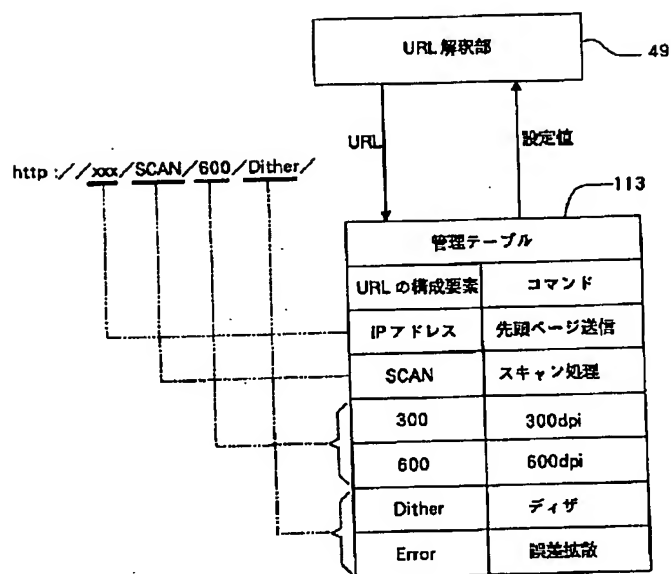 URL 解釈部
49
URL
設定値
http://xxx/SCAN/600/Dither/
113
管理テーブル
URLの構成要素 コマンド
IPアドレス 先頭ページ送信
SCAN スキャン処理
300 300dpi
600 600dpi
Dither ディザ
Error 誤差拡散